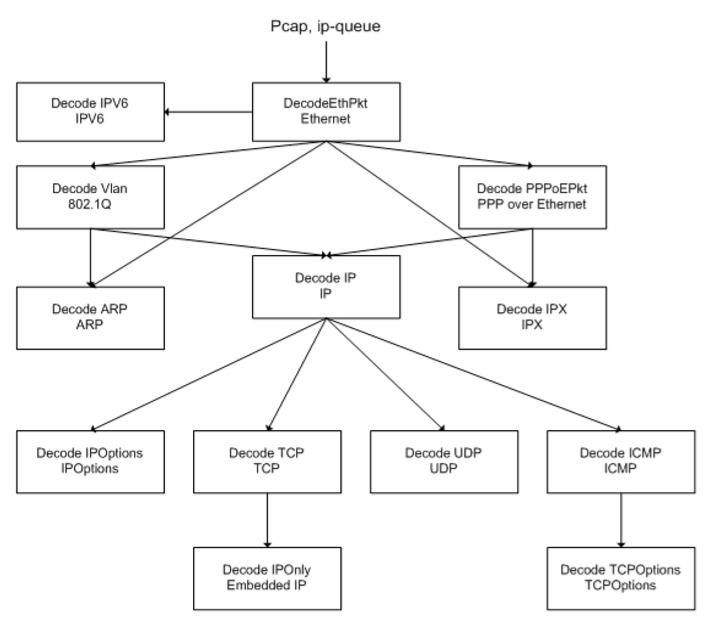 Pcap, ip-queue
Decode IPV6
IPV6
DecodeEthPkt
Ethernet
Decode Vlan
802.1Q
Decode PPPoEPkt
PPP over Ethernet
Decode IP
IP
Decode ARP
ARP
Decode IPX
IPX
Decode IPOptions
IPOptions
Decode TCP
TCP
Decode UDP
UDP
Decode ICMP
ICMP
Decode IPOnly
Embedded IP
Decode TCPOptions
TCPOptions